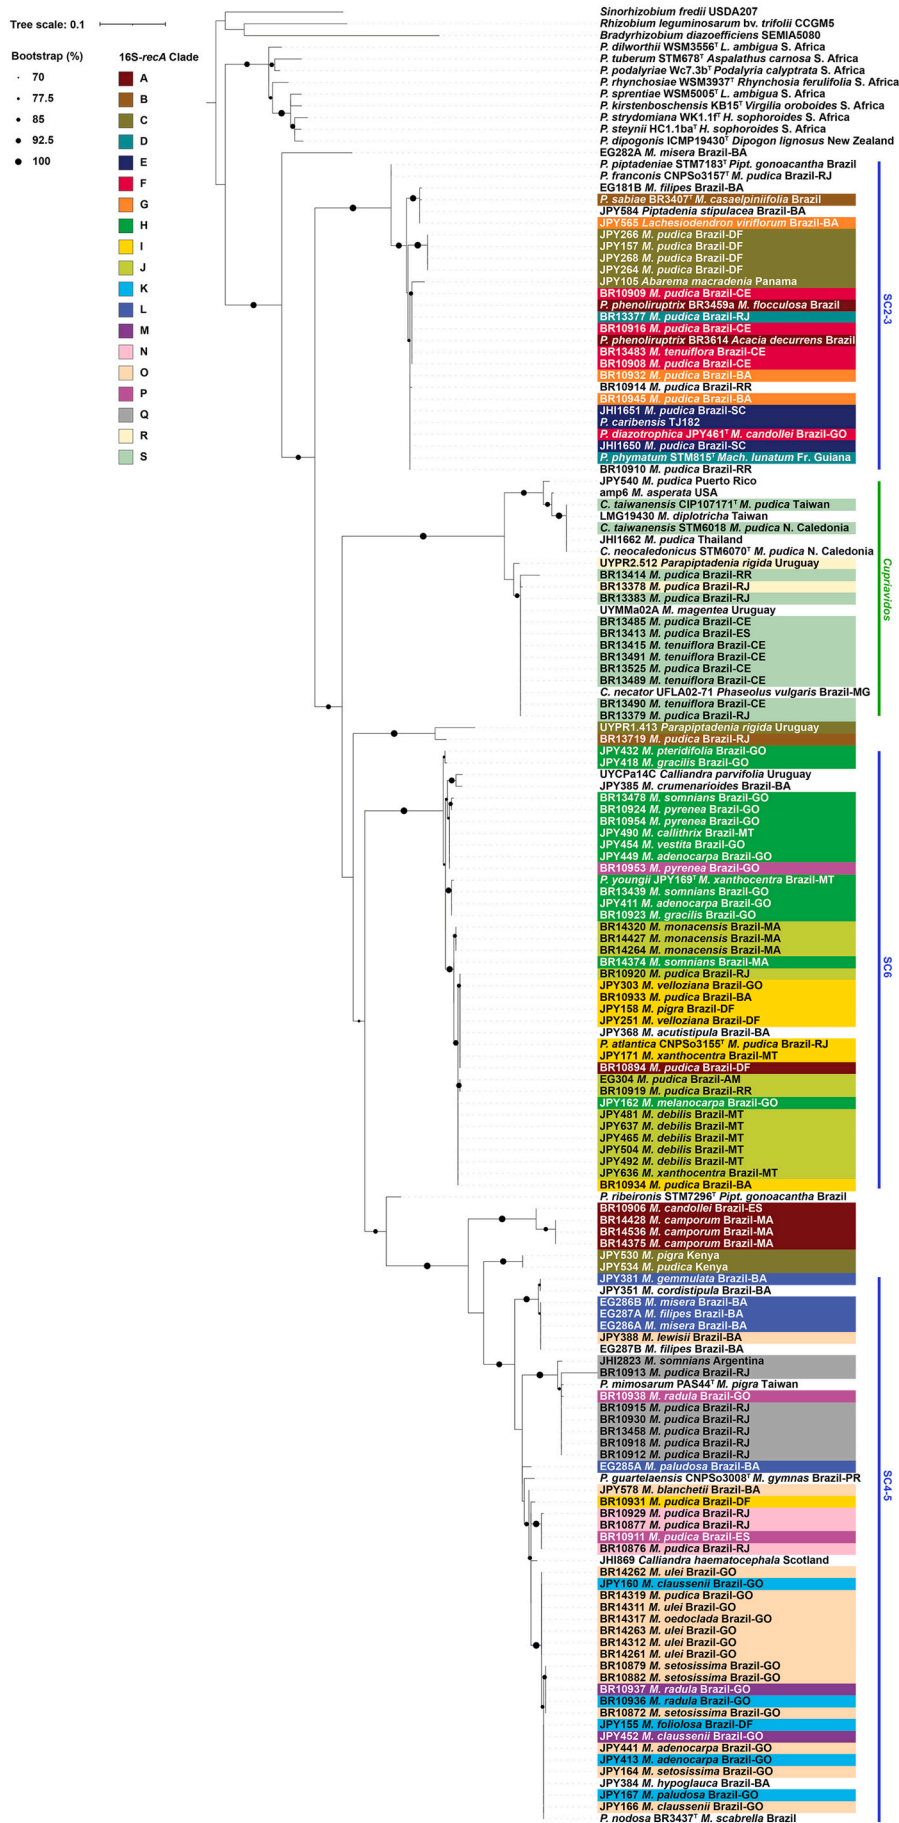 Tree scale: 0.1
Bootstrap (%)
70
77.5
85
92.5
100
16S-recA Clade
A
B
C
D
E
F
G
H
I
J
K
L
M
N
O
P
Q
R
S
Sinorhizobium fredii USDA207
Rhizobium leguminosarum bv. trifolii CCGM5
Bradyrhizobium diazoefficiens SEMIA5080
P. dilworthii WSM3556ᵀ L. ambigua S. Africa
P. tuberum STM678ᵀ Aspalathus carnosa S. Africa
P. podalyriae Wc7.3bᵀ Podalyria calyptrata S. Africa
P. rhynchosiae WSM3937ᵀ Rhynchosia ferulifolia S. Africa
P. sprentiae WSM5005ᵀ L. ambigua S. Africa
P. kirstenboschensis KB15ᵀ Virgilia oroboides S. Africa
P. strydomiana WK1.1fᵀ H. sophoroides S. Africa
P. steynii HC1.1baᵀ H. sophoroides S. Africa
P. dipogonis ICMP19430ᵀ Dipogon lignosus New Zealand
EG282A M. misera Brazil-BA
P. piptadeniae STM7183ᵀ Pipt. gonoacantha Brazil
P. franconis CNPSo3157ᵀ M. pudica Brazil-RJ
EG181B M. filipes Brazil-BA
P. sabiae BR3407ᵀ M. casaelpiniifolia Brazil
JPY584 Piptadenia stipulacea Brazil-BA
JPY565 Lachesiodendron viriflorum Brazil-BA
JPY266 M. pudica Brazil-DF
JPY157 M. pudica Brazil-DF
JPY268 M. pudica Brazil-DF
JPY264 M. pudica Brazil-DF
JPY105 Abarema macradenia Panama
BR10909 M. pudica Brazil-CE
P. phenoliruptrix BR3459a M. flocculosa Brazil
BR13377 M. pudica Brazil-RJ
BR10916 M. pudica Brazil-CE
P. phenoliruptrix BR3614 Acacia decurrens Brazil
BR13483 M. tenuiflora Brazil-CE
BR10908 M. pudica Brazil-CE
BR10932 M. pudica Brazil-BA
BR10914 M. pudica Brazil-RR
BR10945 M. pudica Brazil-BA
JHI1651 M. pudica Brazil-SC
P. caribensis TJ182
P. diazotrophica JPY461ᵀ M. candollei Brazil-GO
JHI1650 M. pudica Brazil-SC
P. phymatum STM815ᵀ Mach. lunatum Fr. Guiana
BR10910 M. pudica Brazil-RR
SC2-3
JPY540 M. pudica Puerto Rico
amp6 M. asperata USA
C. taiwanensis CIP107171ᵀ M. pudica Taiwan
LMG19430 M. diplotricha Taiwan
C. taiwanensis STM6018 M. pudica N. Caledonia
JHI1662 M. pudica Thailand
C. neocaledonicus STM6070ᵀ M. pudica N. Caledonia
UYPR2.512 Parapiptadenia rigida Uruguay
BR13414 M. pudica Brazil-RR
BR13378 M. pudica Brazil-RJ
BR13383 M. pudica Brazil-RJ
UYMMa02A M. magentea Uruguay
BR13485 M. pudica Brazil-CE
BR13413 M. pudica Brazil-ES
BR13415 M. tenuiflora Brazil-CE
BR13491 M. tenuiflora Brazil-CE
BR13525 M. pudica Brazil-CE
BR13489 M. tenuiflora Brazil-CE
C. necator UFLA02-71 Phaseolus vulgaris Brazil-MG
BR13490 M. tenuiflora Brazil-CE
BR13379 M. pudica Brazil-RJ
Cupriavidos
UYPR1.413 Parapiptadenia rigida Uruguay
BR13719 M. pudica Brazil-RJ
JPY432 M. pteridifolia Brazil-GO
JPY418 M. gracilis Brazil-GO
UYCPa14C Calliandra parvifolia Uruguay
JPY385 M. crumenarioides Brazil-BA
BR13478 M. somnians Brazil-GO
BR10924 M. pyrenea Brazil-GO
BR10954 M. pyrenea Brazil-GO
JPY490 M. callithrix Brazil-MT
JPY454 M. vestita Brazil-GO
JPY449 M. adenocarpa Brazil-GO
BR10953 M. pyrenea Brazil-GO
P. youngii JPY169ᵀ M. xanthocentra Brazil-MT
BR13439 M. somnians Brazil-GO
JPY411 M. adenocarpa Brazil-GO
BR10923 M. gracilis Brazil-GO
BR14320 M. monacensis Brazil-MA
BR14427 M. monacensis Brazil-MA
BR14264 M. monacensis Brazil-MA
BR14374 M. somnians Brazil-MA
BR10920 M. pudica Brazil-RJ
JPY303 M. velloziana Brazil-GO
BR10933 M. pudica Brazil-BA
JPY158 M. pigra Brazil-DF
JPY251 M. velloziana Brazil-DF
JPY368 M. acutistipula Brazil-BA
P. atlantica CNPSo3155ᵀ M. pudica Brazil-RJ
JPY171 M. xanthocentra Brazil-MT
BR10894 M. pudica Brazil-DF
EG304 M. pudica Brazil-AM
BR10919 M. pudica Brazil-RR
JPY162 M. melanocarpa Brazil-GO
JPY481 M. debilis Brazil-MT
JPY637 M. debilis Brazil-MT
JPY465 M. debilis Brazil-MT
JPY504 M. debilis Brazil-MT
JPY492 M. debilis Brazil-MT
JPY636 M. xanthocentra Brazil-MT
BR10934 M. pudica Brazil-BA
SC6
P. ribeironis STM7296ᵀ Pipt. gonoacantha Brazil
BR10906 M. candollei Brazil-ES
BR14428 M. camporum Brazil-MA
BR14536 M. camporum Brazil-MA
BR14375 M. camporum Brazil-MA
JPY530 M. pigra Kenya
JPY534 M. pudica Kenya
JPY381 M. gemmulata Brazil-BA
JPY351 M. cordistipula Brazil-BA
EG286B M. misera Brazil-BA
EG287A M. filipes Brazil-BA
EG286A M. misera Brazil-BA
JPY388 M. lewisii Brazil-BA
EG287B M. filipes Brazil-BA
JHI2823 M. somnians Argentina
BR10913 M. pudica Brazil-RJ
P. mimosarum PAS44ᵀ M. pigra Taiwan
BR10938 M. radula Brazil-GO
BR10915 M. pudica Brazil-RJ
BR10930 M. pudica Brazil-RJ
BR13458 M. pudica Brazil-RJ
BR10918 M. pudica Brazil-RJ
BR10912 M. pudica Brazil-RJ
EG285A M. paludosa Brazil-BA
P. guartelaensis CNPSo3008ᵀ M. gymnas Brazil-PR
JPY578 M. blanchetii Brazil-BA
BR10931 M. pudica Brazil-DF
BR10929 M. pudica Brazil-RJ
BR10877 M. pudica Brazil-RJ
BR10911 M. pudica Brazil-ES
BR10876 M. pudica Brazil-RJ
JHI869 Calliandra haematocephala Scotland
BR14262 M. ulei Brazil-GO
JPY160 M. claussenii Brazil-GO
BR14319 M. pudica Brazil-GO
BR14311 M. ulei Brazil-GO
BR14317 M. oedoclada Brazil-GO
BR14263 M. ulei Brazil-GO
BR14312 M. ulei Brazil-GO
BR14261 M. ulei Brazil-GO
BR10879 M. setosissima Brazil-GO
BR10882 M. setosissima Brazil-GO
BR10937 M. radula Brazil-GO
BR10936 M. radula Brazil-GO
BR10872 M. setosissima Brazil-GO
JPY155 M. foliolosa Brazil-DF
JPY452 M. claussenii Brazil-GO
JPY441 M. adenocarpa Brazil-GO
JPY413 M. adenocarpa Brazil-GO
JPY164 M. setosissima Brazil-GO
JPY384 M. hypoglauca Brazil-BA
JPY167 M. paludosa Brazil-GO
JPY166 M. claussenii Brazil-GO
P. nodosa BR3437ᵀ M. scabrella Brazil
SC4-5